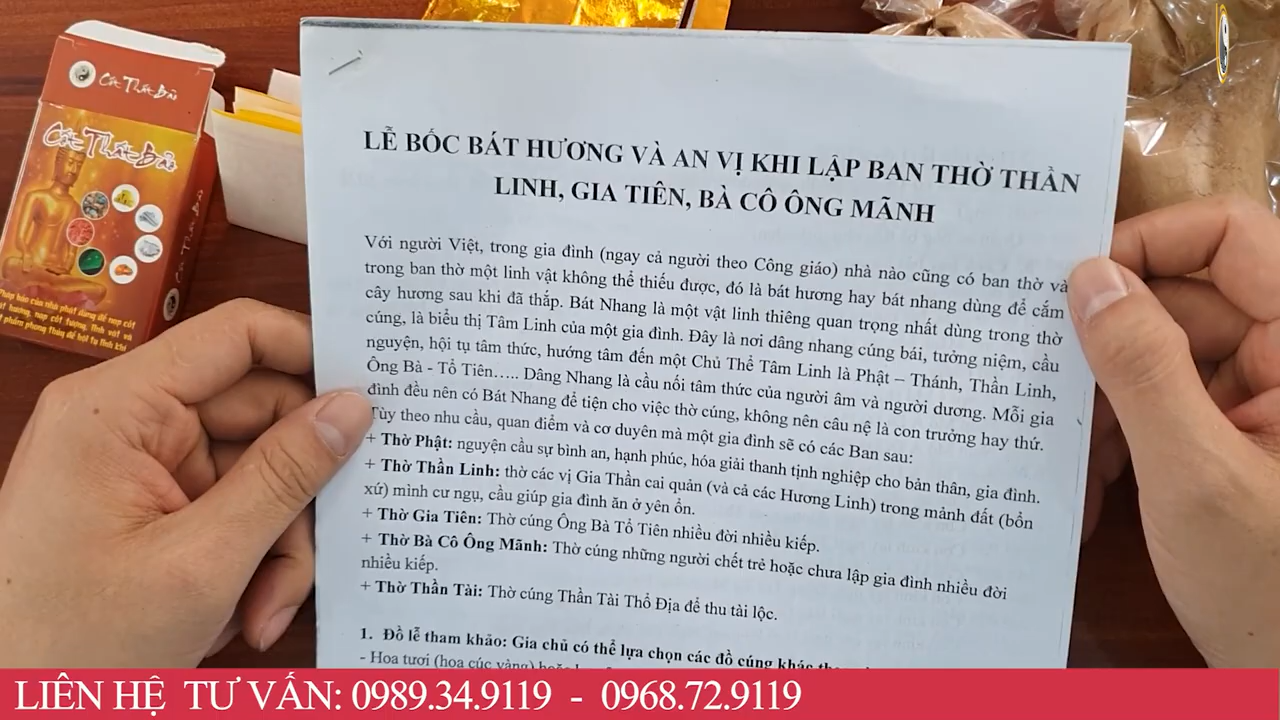 Cốt Thất Bảo
Cốt Thất Bảo
Cốt Thất Bảo
LỄ BỐC BÁT HƯƠNG VÀ AN VỊ KHI LẬP BAN THỜ THẦN
LINH, GIA TIÊN, BÀ CÔ ÔNG MÃNH
Với người Việt, trong gia đình (ngay cả người theo Công giáo) nhà nào cũng có ban thờ và
trong ban thờ một linh vật không thể thiếu được, đó là bát hương hay bát nhang dùng để cắm
cây hương sau khi đã thắp. Bát Nhang là một vật linh thiêng quan trọng nhất dùng trong thờ
cúng, là biểu thị Tâm Linh của một gia đình. Đây là nơi dâng nhang cúng bái, tưởng niệm, cầu
nguyện, hội tụ tâm thức, hướng tâm đến một Chủ Thể Tâm Linh là Phật – Thánh, Thần Linh,
Ông Bà - Tổ Tiên….. Dâng Nhang là cầu nối tâm thức của người âm và người dương. Mỗi gia
đình đều nên có Bát Nhang để tiện cho việc thờ cúng, không nên câu nệ là con trưởng hay thứ.
Tùy theo nhu cầu, quan điểm và cơ duyên mà một gia đình sẽ có các Ban sau:
+ Thờ Phật: nguyện cầu sự bình an, hạnh phúc, hóa giải thanh tịnh nghiệp cho bản thân, gia đình.
+ Thờ Thần Linh: thờ các vị Gia Thần cai quản (và cả các Hương Linh) trong mảnh đất (bổn
xứ) mình cư ngụ, cầu giúp gia đình ăn ở yên ổn.
+ Thờ Gia Tiên: Thờ cúng Ông Bà Tổ Tiên nhiều đời nhiều kiếp.
+ Thờ Bà Cô Ông Mãnh: Thờ cúng những người chết trẻ hoặc chưa lập gia đình nhiều đời
nhiều kiếp.
+ Thờ Thần Tài: Thờ cúng Thần Tài Thổ Địa để thu tài lộc.
1. Đồ lễ tham khảo: Gia chủ có thể lựa chọn các đồ cúng khác
- Hoa tươi (hoa cúc vàng)
LIÊN HỆ TƯ VẤN: 0989.34.9119 - 0968.72.9119